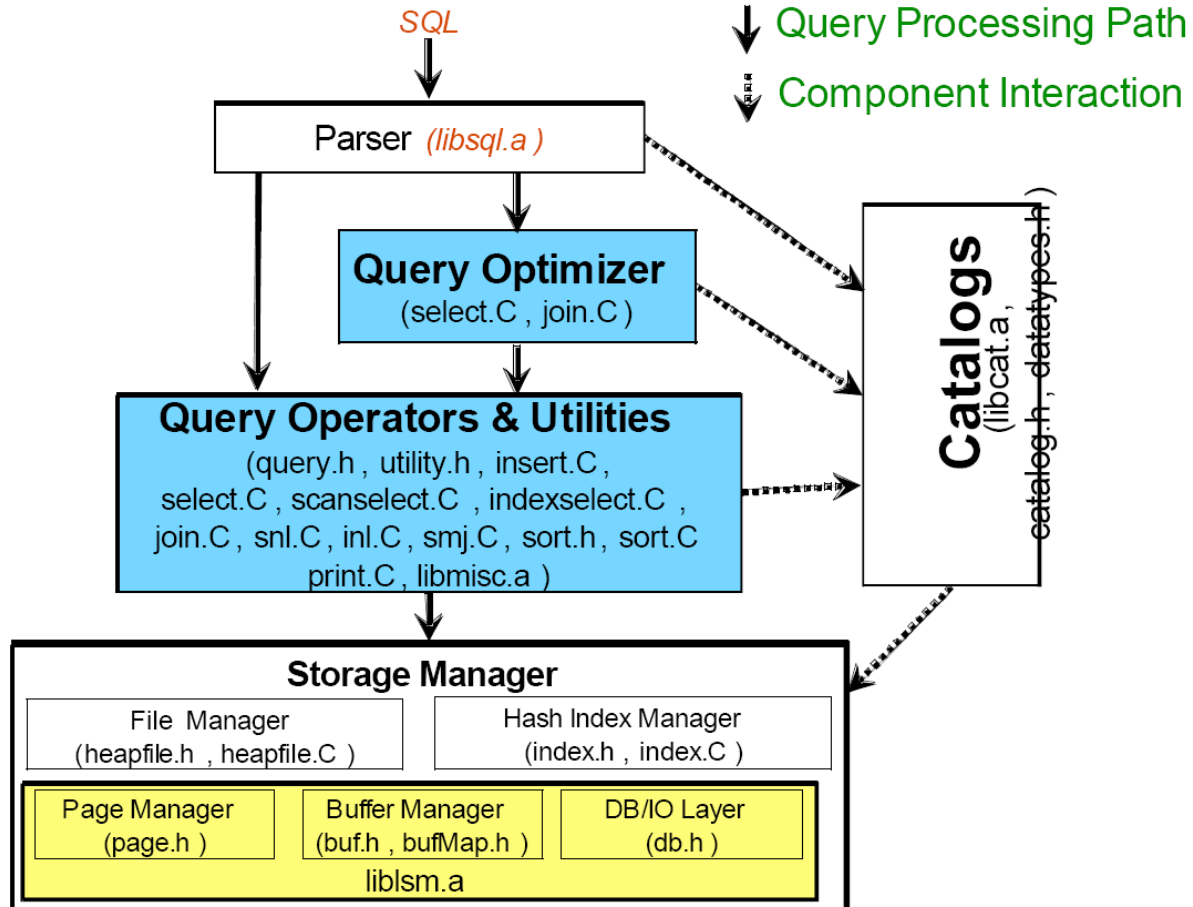 SQL
Query Processing Path
Component Interaction
Parser (libsql.a )
Query Optimizer
(select.C , join.C )
Query Operators & Utilities
(query.h , utility.h , insert.C ,
select.C , scanselect.C , indexselect.C ,
join.C , snl.C , inl.C , smj.C , sort.h , sort.C
print.C , libmisc.a )
Catalogs
(libcat.a ,
catalog.h , datatypes.h )
Storage Manager
File Manager
(heapfile.h , heapfile.C )
Hash Index Manager
(index.h , index.C )
Page Manager
(page.h )
Buffer Manager
(buf.h , bufMap.h )
DB/IO Layer
(db.h )
liblsm.a